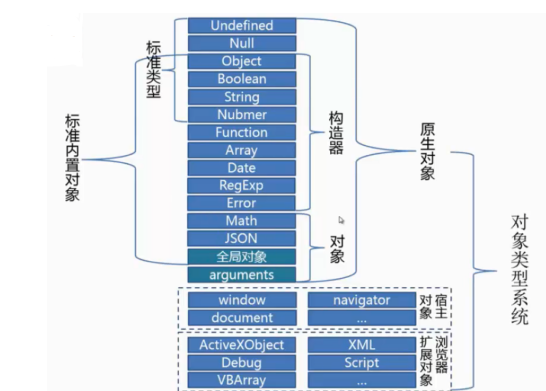 Undefined
Null
Object
Boolean
String
Nubmer
Function
Array
Date
RegExp
Error
Math
JSON
全局对象
arguments
标准类型
标准内置对象
构造器
对象
原生对象
对象类型系统
window
navigator
document
...
宿主对象
ActiveXObject
XML
Debug
Script
VBArray
...
浏览器扩展对象